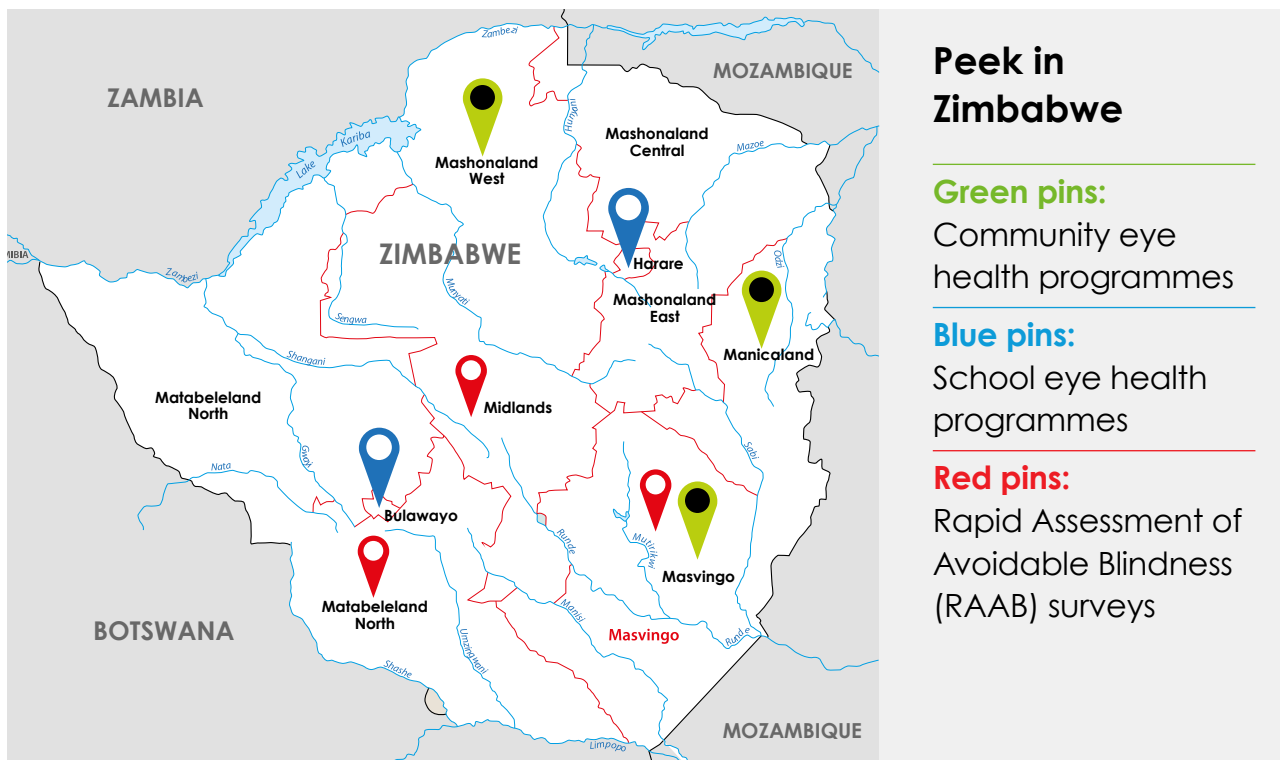 Zambezi
MOZAMBIQUE
ZAMBIA
Hunyani
Mashonaland
Central
Kariba
Lake
Mazoe
Mashonaland
West
ZIMBABWE
MIBIA
Zambezi
Harare
Odzi
Munyati
Mashonaland
East
Sengwa
Manicaland
Shangani
Matabeleland
North
Midlands
Gwayi
Sabi
Nata
Bulawayo
Runde
Mutirikwi
Masvingo
Matabeleland
North
Manisi
BOTSWANA
Masvingo
Runde
Umzingwani
Shashe
MOZAMBIQUE
Limpopo
Peek in
Zimbabwe
Green pins:
Community eye
health programmes
Blue pins:
School eye health
programmes
Red pins:
Rapid Assessment of
Avoidable Blindness
(RAAB) surveys